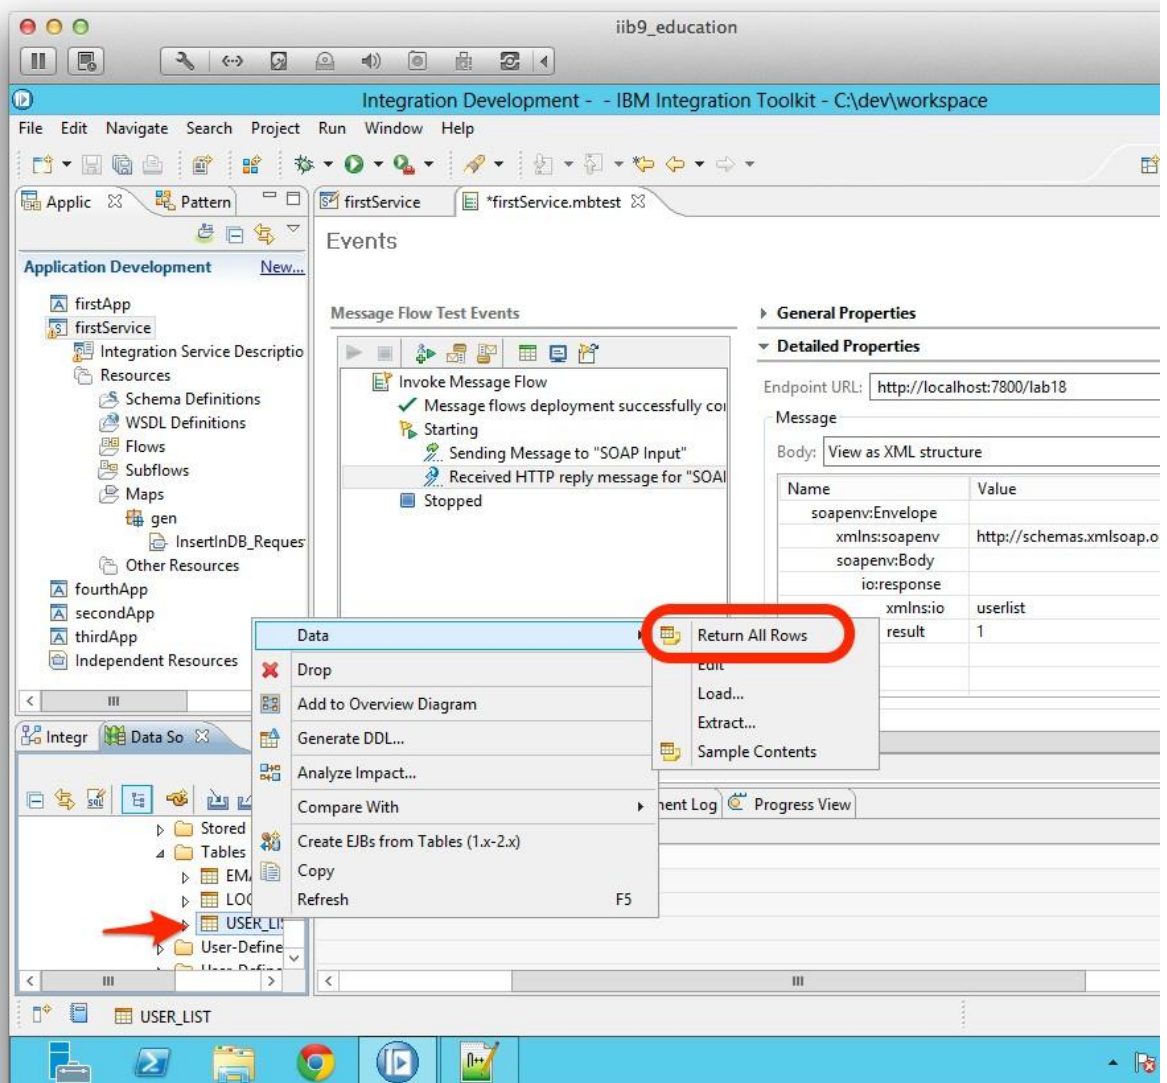 iib9_education
Integration Development - - IBM Integration Toolkit - C:\dev\workspace
File Edit Navigate Search Project Run Window Help
Applic
Pattern
firstService
*firstService.mbtest
Events
Application Development
New...
firstApp
firstService
Integration Service Descriptio
Resources
Schema Definitions
WSDL Definitions
Flows
Subflows
Maps
gen
InsertInDB_Reques
Other Resources
fourthApp
secondApp
thirdApp
Independent Resources
Message Flow Test Events
Invoke Message Flow
Message flows deployment successfully co
Starting
Sending Message to "SOAP Input"
Received HTTP reply message for "SOA
Stopped
General Properties
Detailed Properties
Endpoint URL: http://localhost:7800/lab18
Message
Body: View as XML structure
Name Value
soapenv:Envelope
xmlns:soapenv http://schemas.xmlsoap.o
soapenv:Body
io:response
xmlns:io userlist
result 1
Data
Drop
Add to Overview Diagram
Generate DDL...
Analyze Impact...
Compare With
Create EJBs from Tables (1.x-2.x)
Copy
Refresh F5
Return All Rows
Edit
Load...
Extract...
Sample Contents
Integr
Data So
ment Log
Progress View
Stored
Tables
EM
LOG
USER_LIS
User-Define
USER_LIST